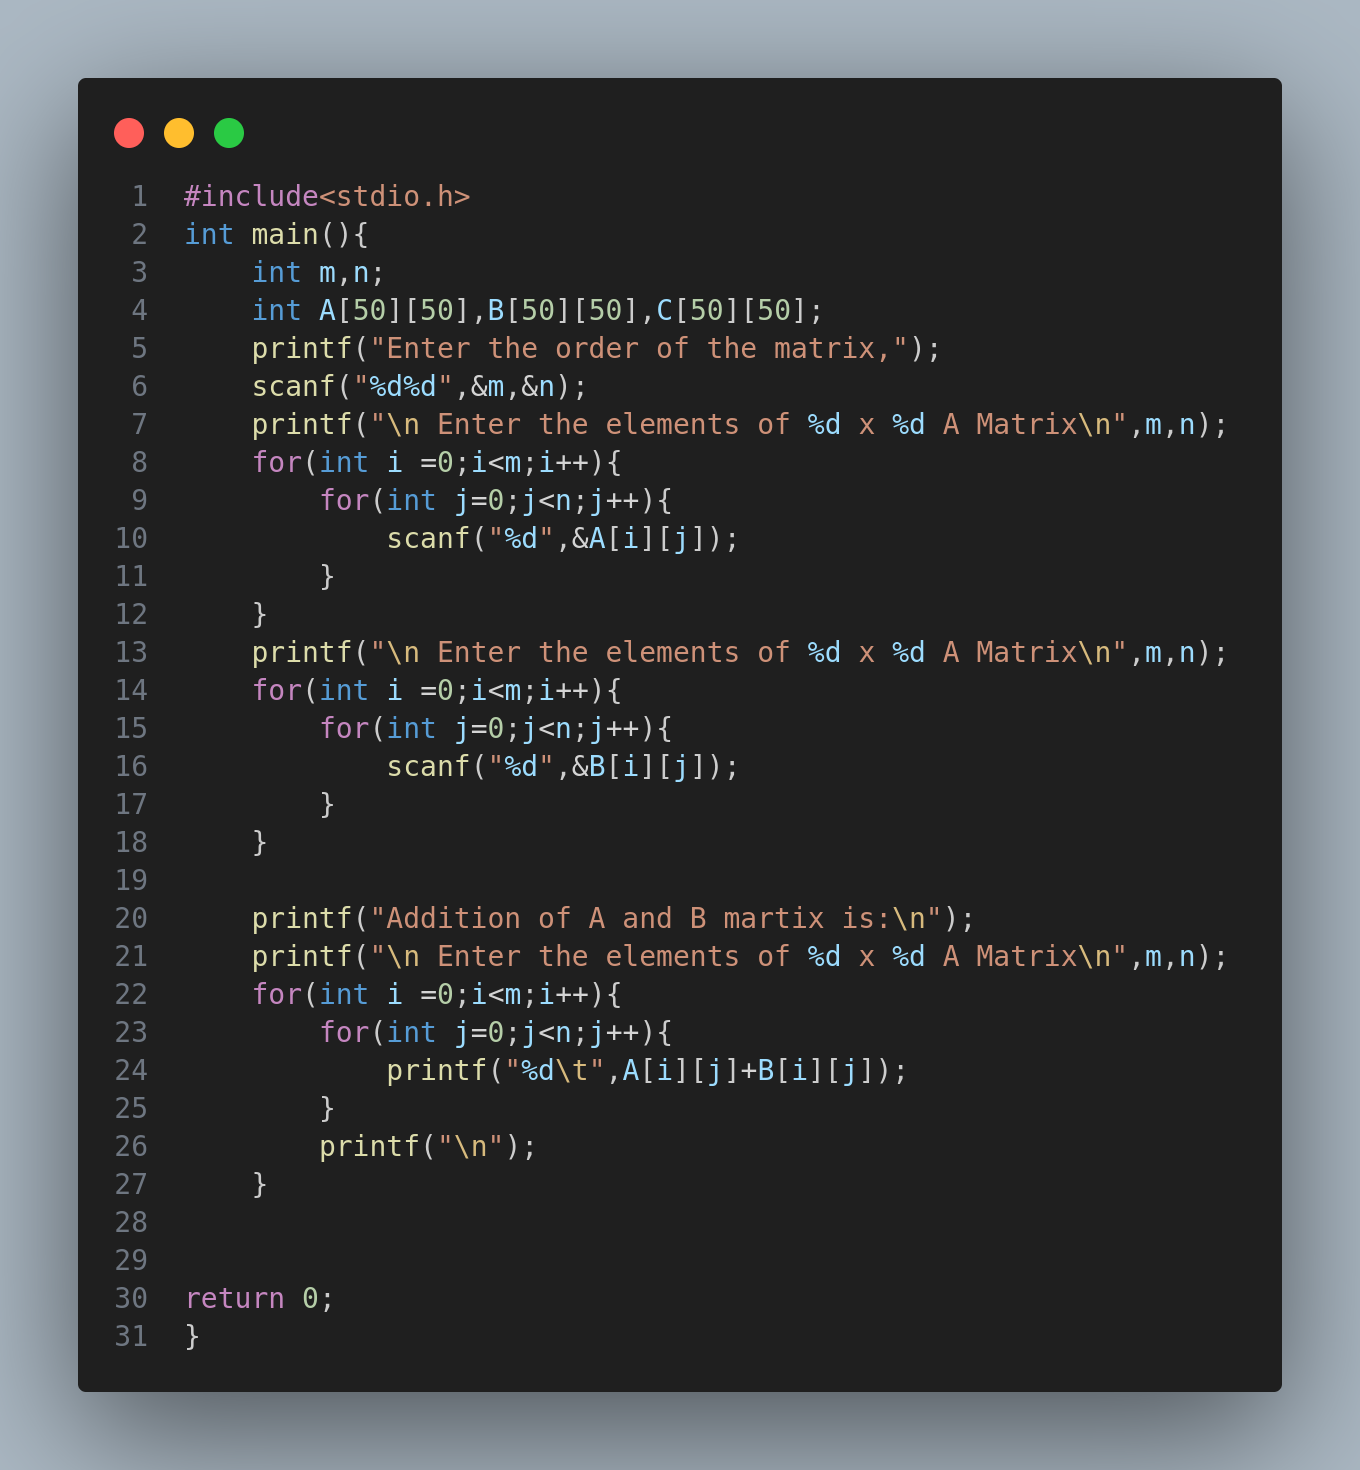 1 #include<stdio.h>
2 int main(){
3     int m,n;
4     int A[50][50],B[50][50],C[50][50];
5     printf("Enter the order of the matrix,");
6     scanf("%d%d",&m,&n);
7     printf("\n Enter the elements of %d x %d A Matrix\n",m,n);
8     for(int i =0;i<m;i++){
9         for(int j=0;j<n;j++){
10             scanf("%d",&A[i][j]);
11         }
12     }
13     printf("\n Enter the elements of %d x %d A Matrix\n",m,n);
14     for(int i =0;i<m;i++){
15         for(int j=0;j<n;j++){
16             scanf("%d",&B[i][j]);
17         }
18     }
19
20     printf("Addition of A and B martix is:\n");
21     printf("\n Enter the elements of %d x %d A Matrix\n",m,n);
22     for(int i =0;i<m;i++){
23         for(int j=0;j<n;j++){
24             printf("%d\t",A[i][j]+B[i][j]);
25         }
26         printf("\n");
27     }
28
29
30 return 0;
31 }